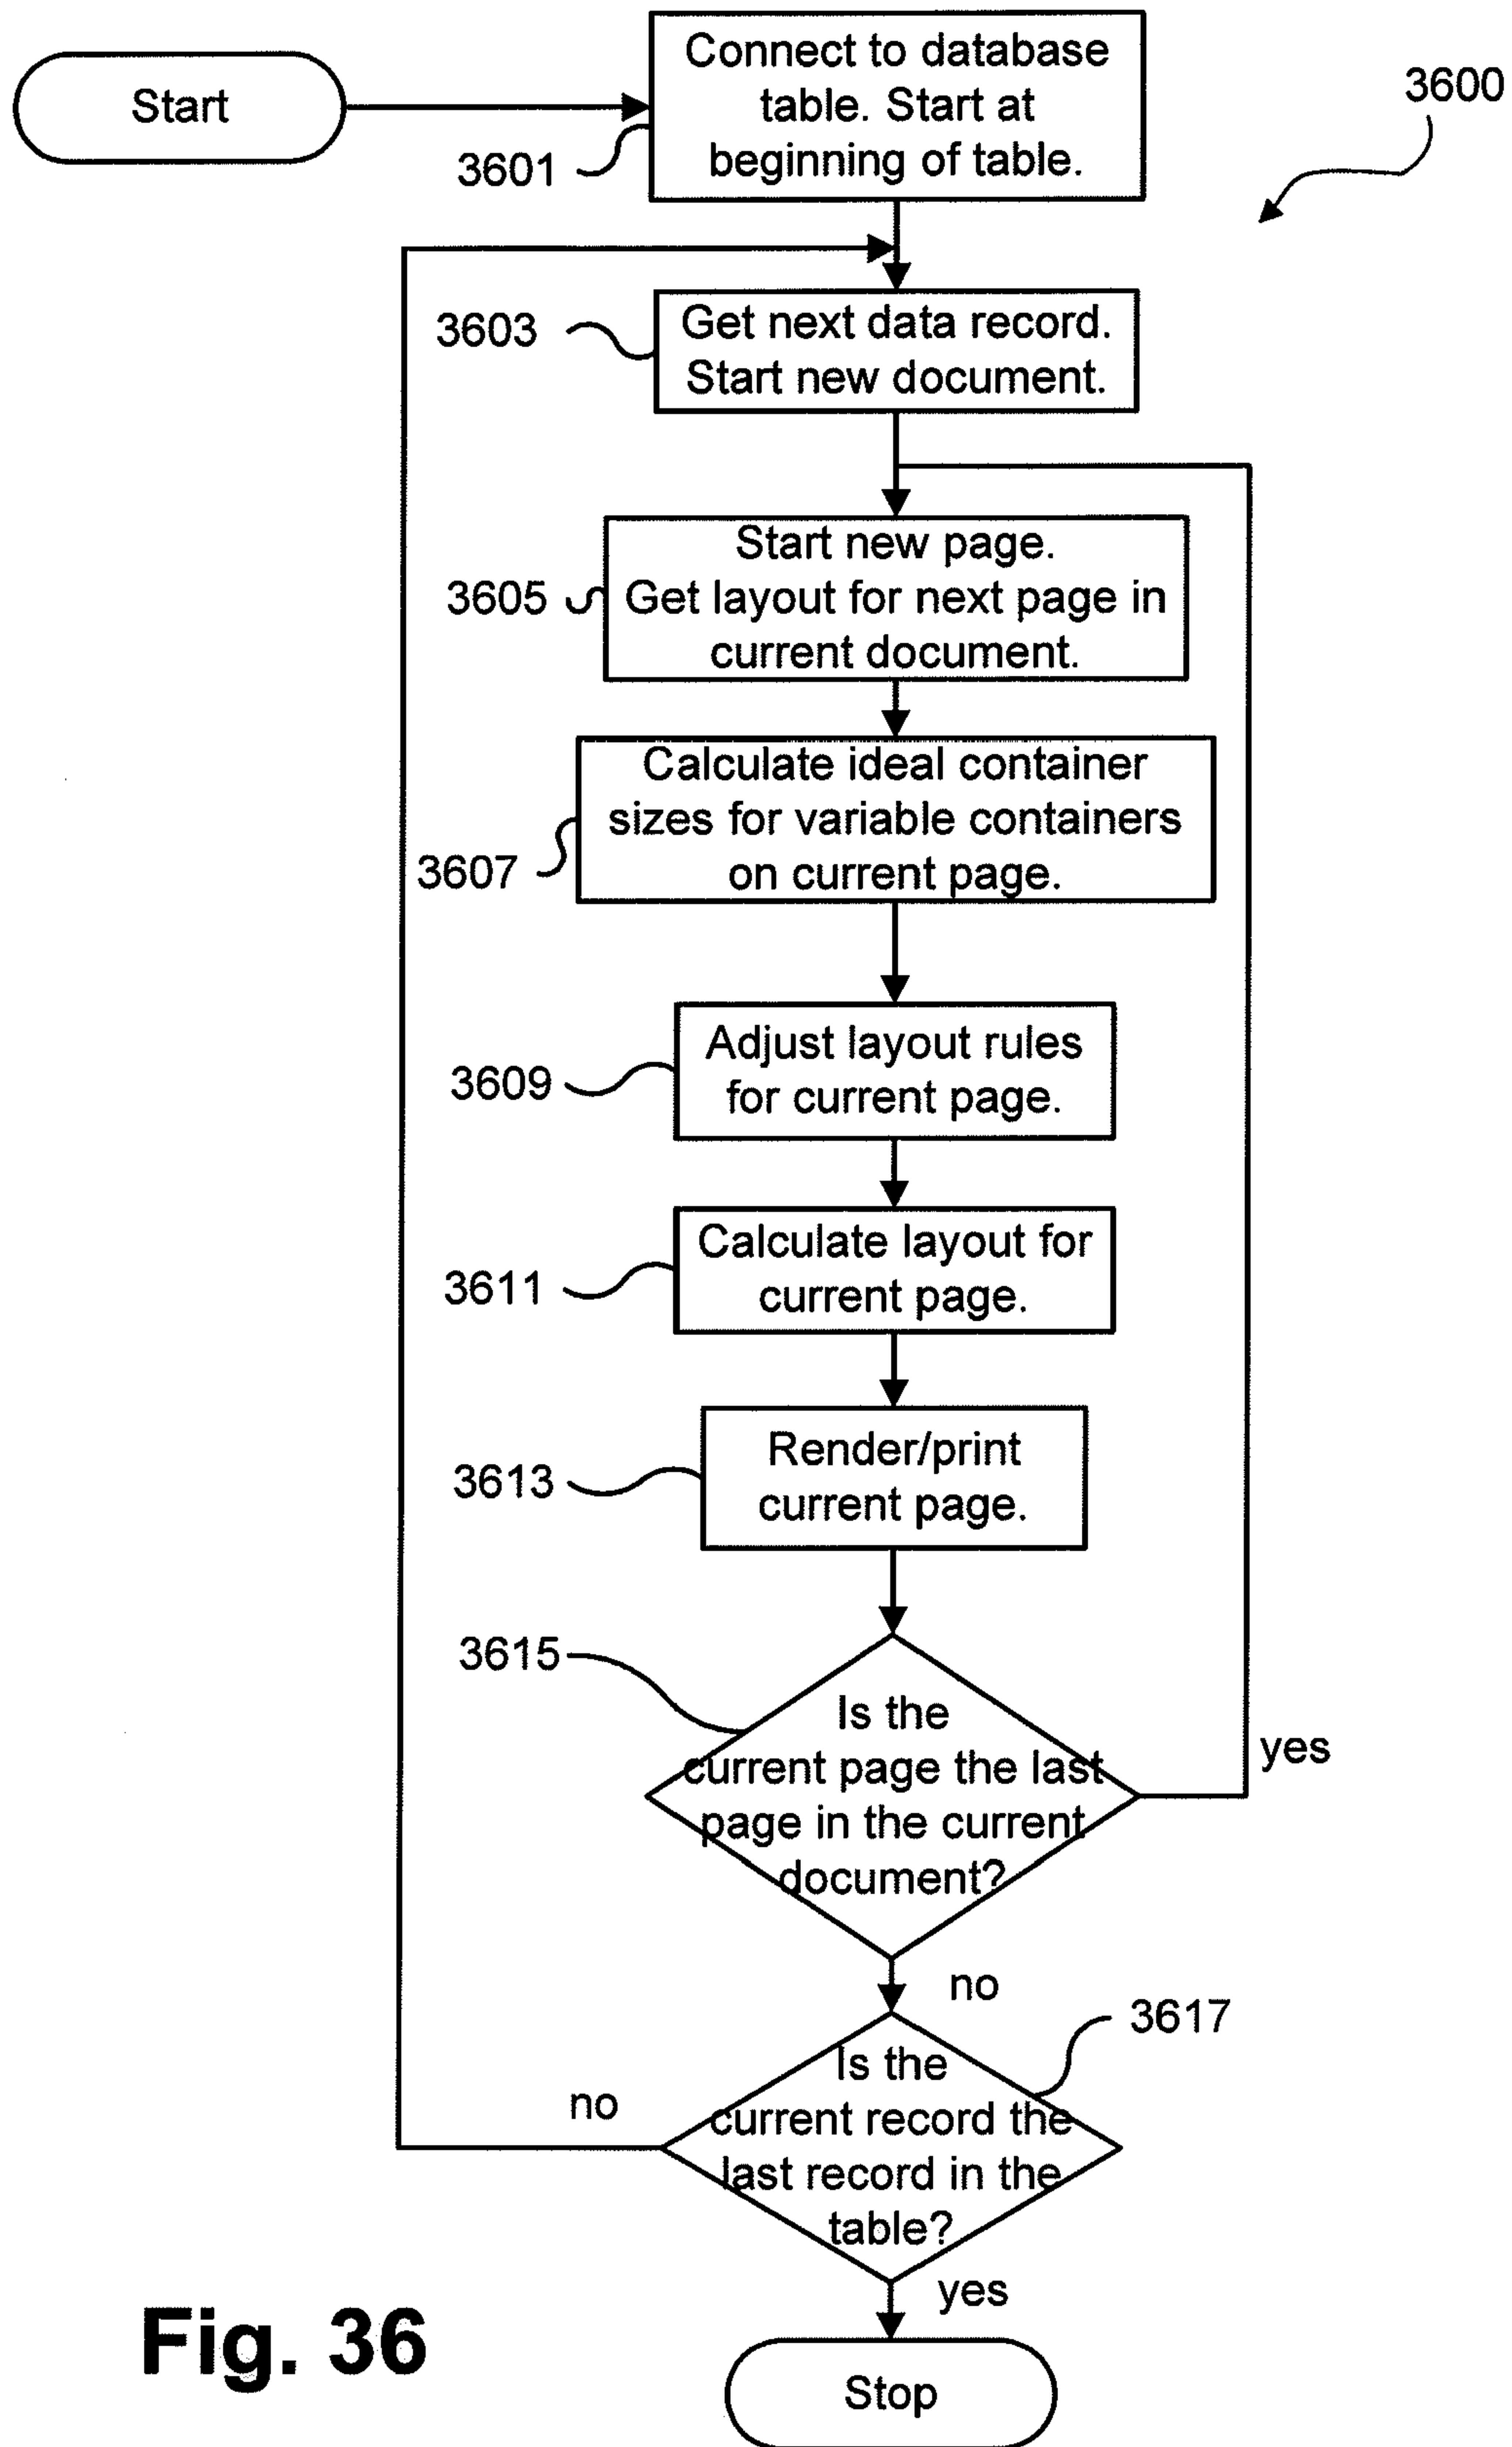 Start
Connect to database
table. Start at
beginning of table.
3600
3601
3603
Get next data record.
Start new document.
Start new page.
3605
Get layout for next page in
current document.
Calculate ideal container
sizes for variable containers
on current page.
3607
Adjust layout rules
for current page.
3609
Calculate layout for
current page.
3611
Render/print
current page.
3613
3615
Is the
current page the last
page in the current
document?
yes
no
3617
Is the
current record the
last record in the
table?
no
yes
Stop
Fig. 36